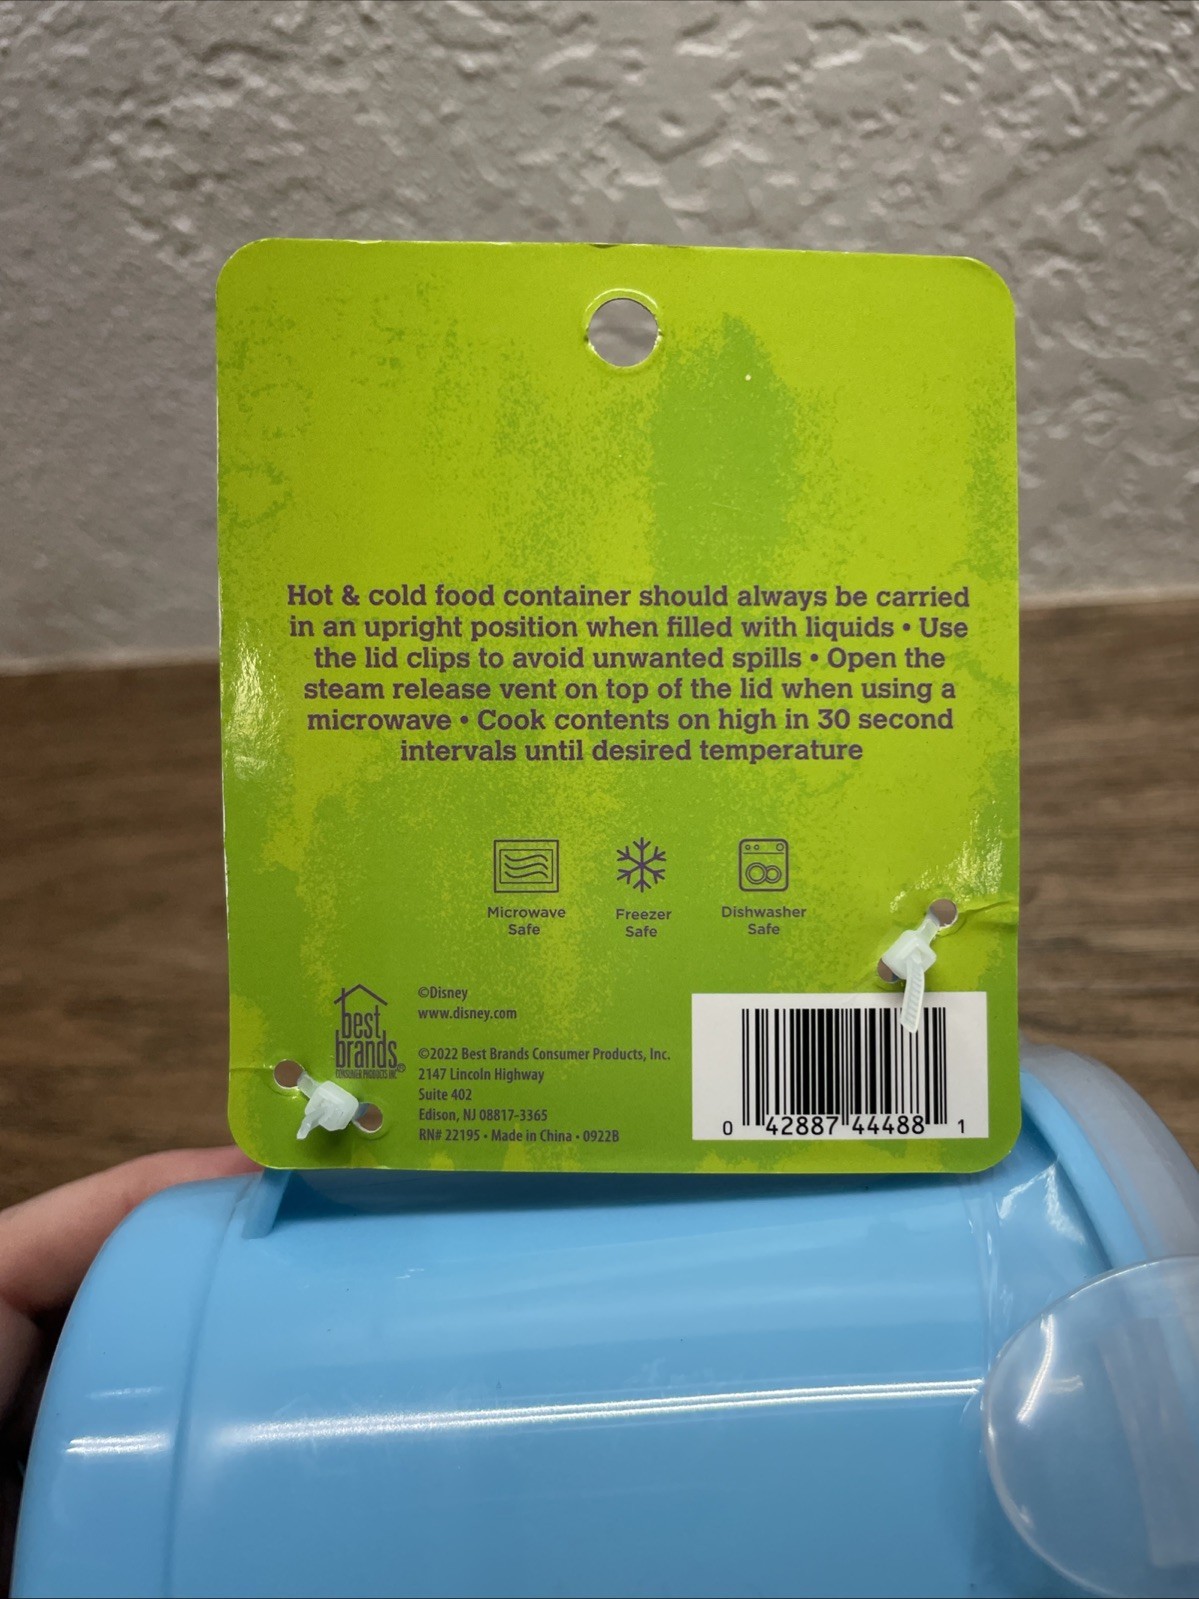 Hot & cold food container should always be carried
in an upright position when filled with liquids • Use
the lid clips to avoid unwanted spills • Open the
steam release vent on top of the lid when using a
microwave • Cook contents on high in 30 second
intervals until desired temperature
Microwave
Safe
Freezer
Safe
Dishwasher
Safe
best
brands
CONSUMER PRODUCTS INC
®
©Disney
www.disney.com
©2022 Best Brands Consumer Products, Inc.
2147 Lincoln Highway
Suite 402
Edison, NJ 08817-3365
RN# 22195 • Made in China • 0922B
0 42887 44488 1